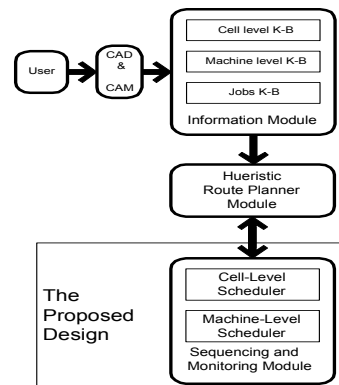 User
CAD
&
CAM
Cell level K-B
Machine level K-B
Jobs K-B
Information Module
Hueristic
Route Planner
Module
The
Proposed
Design
Cell-Level
Scheduler
Machine-Level
Scheduler
Sequencing and
Monitoring Module